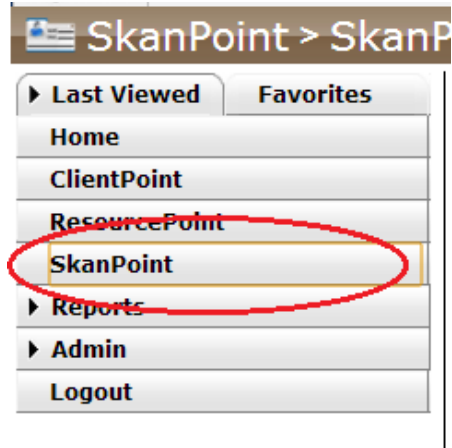 SkanPoint > SkanP
Last Viewed Favorites
Home
ClientPoint
ResourcePoint
SkanPoint
Reports
Admin
Logout